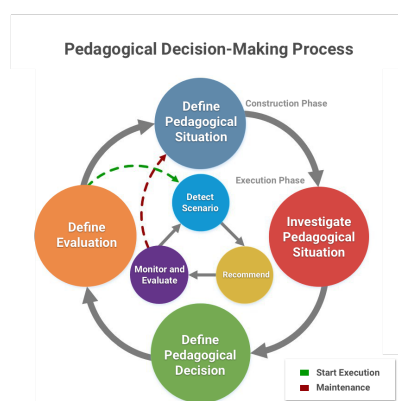 Pedagogical Decision-Making Process
Define
Pedagogical
Situation
Construction Phase
Execution Phase
Detect
Scenario
Define
Evaluation
Investigate
Pedagogical
Situation
Monitor and
Evaluate
Recommend.
Define
Pedagogical
Decision
Start Execution
Maintenance